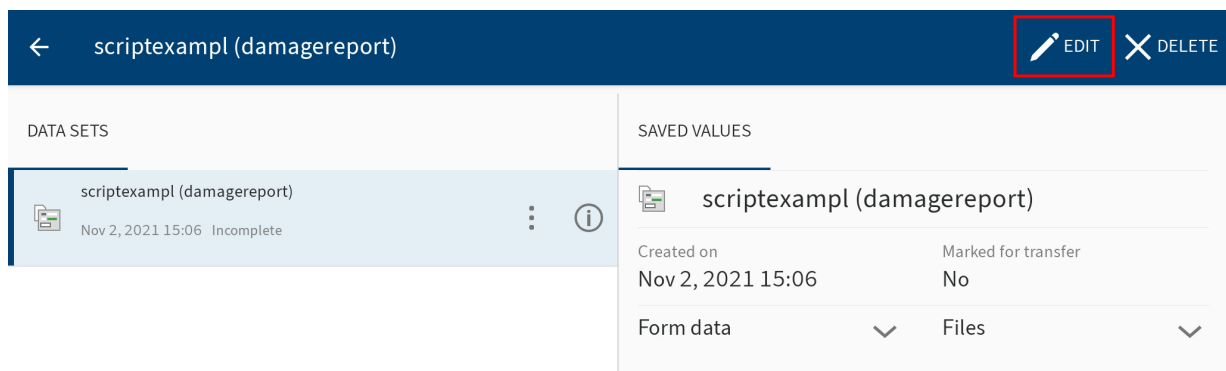 scriptexampl (damagereport)
EDIT
DELETE
DATA SETS
scriptexampl (damagereport)
Nov 2, 2021 15:06 Incomplete
SAVED VALUES
scriptexampl (damagereport)
Created on
Nov 2, 2021 15:06
Marked for transfer
No
Form data
Files